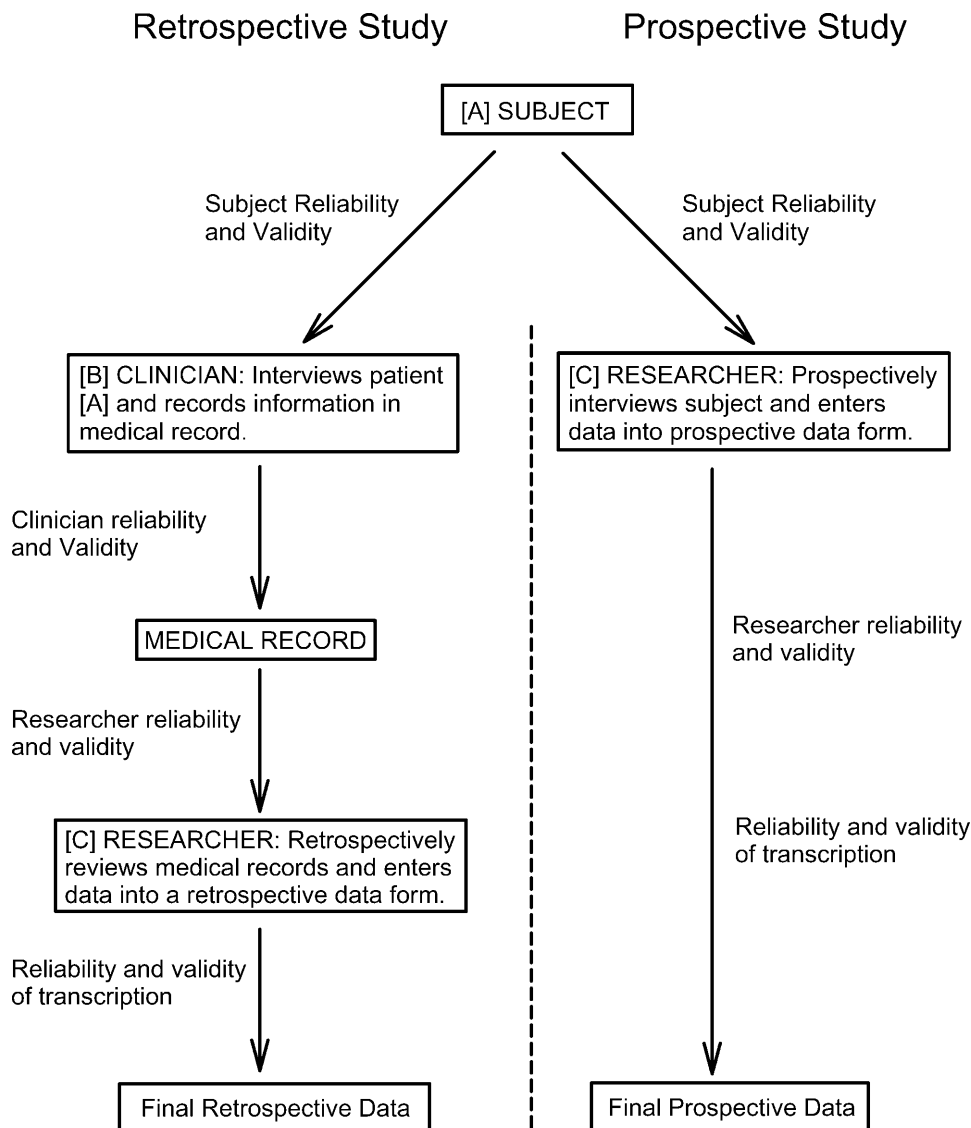 Retrospective Study
Prospective Study
[A] SUBJECT
Subject Reliability
and Validity
Subject Reliability
and Validity
[B] CLINICIAN: Interviews patient
[A] and records information in
medical record.
[C] RESEARCHER: Prospectively
interviews subject and enters
data into prospective data form.
Clinician reliability
and Validity
MEDICAL RECORD
Researcher reliability
and validity
Researcher reliability
and validity
[C] RESEARCHER: Retrospectively
reviews medical records and enters
data into a retrospective data form.
Reliability and validity
of transcription
Reliability and validity
of transcription
Final Retrospective Data
Final Prospective Data